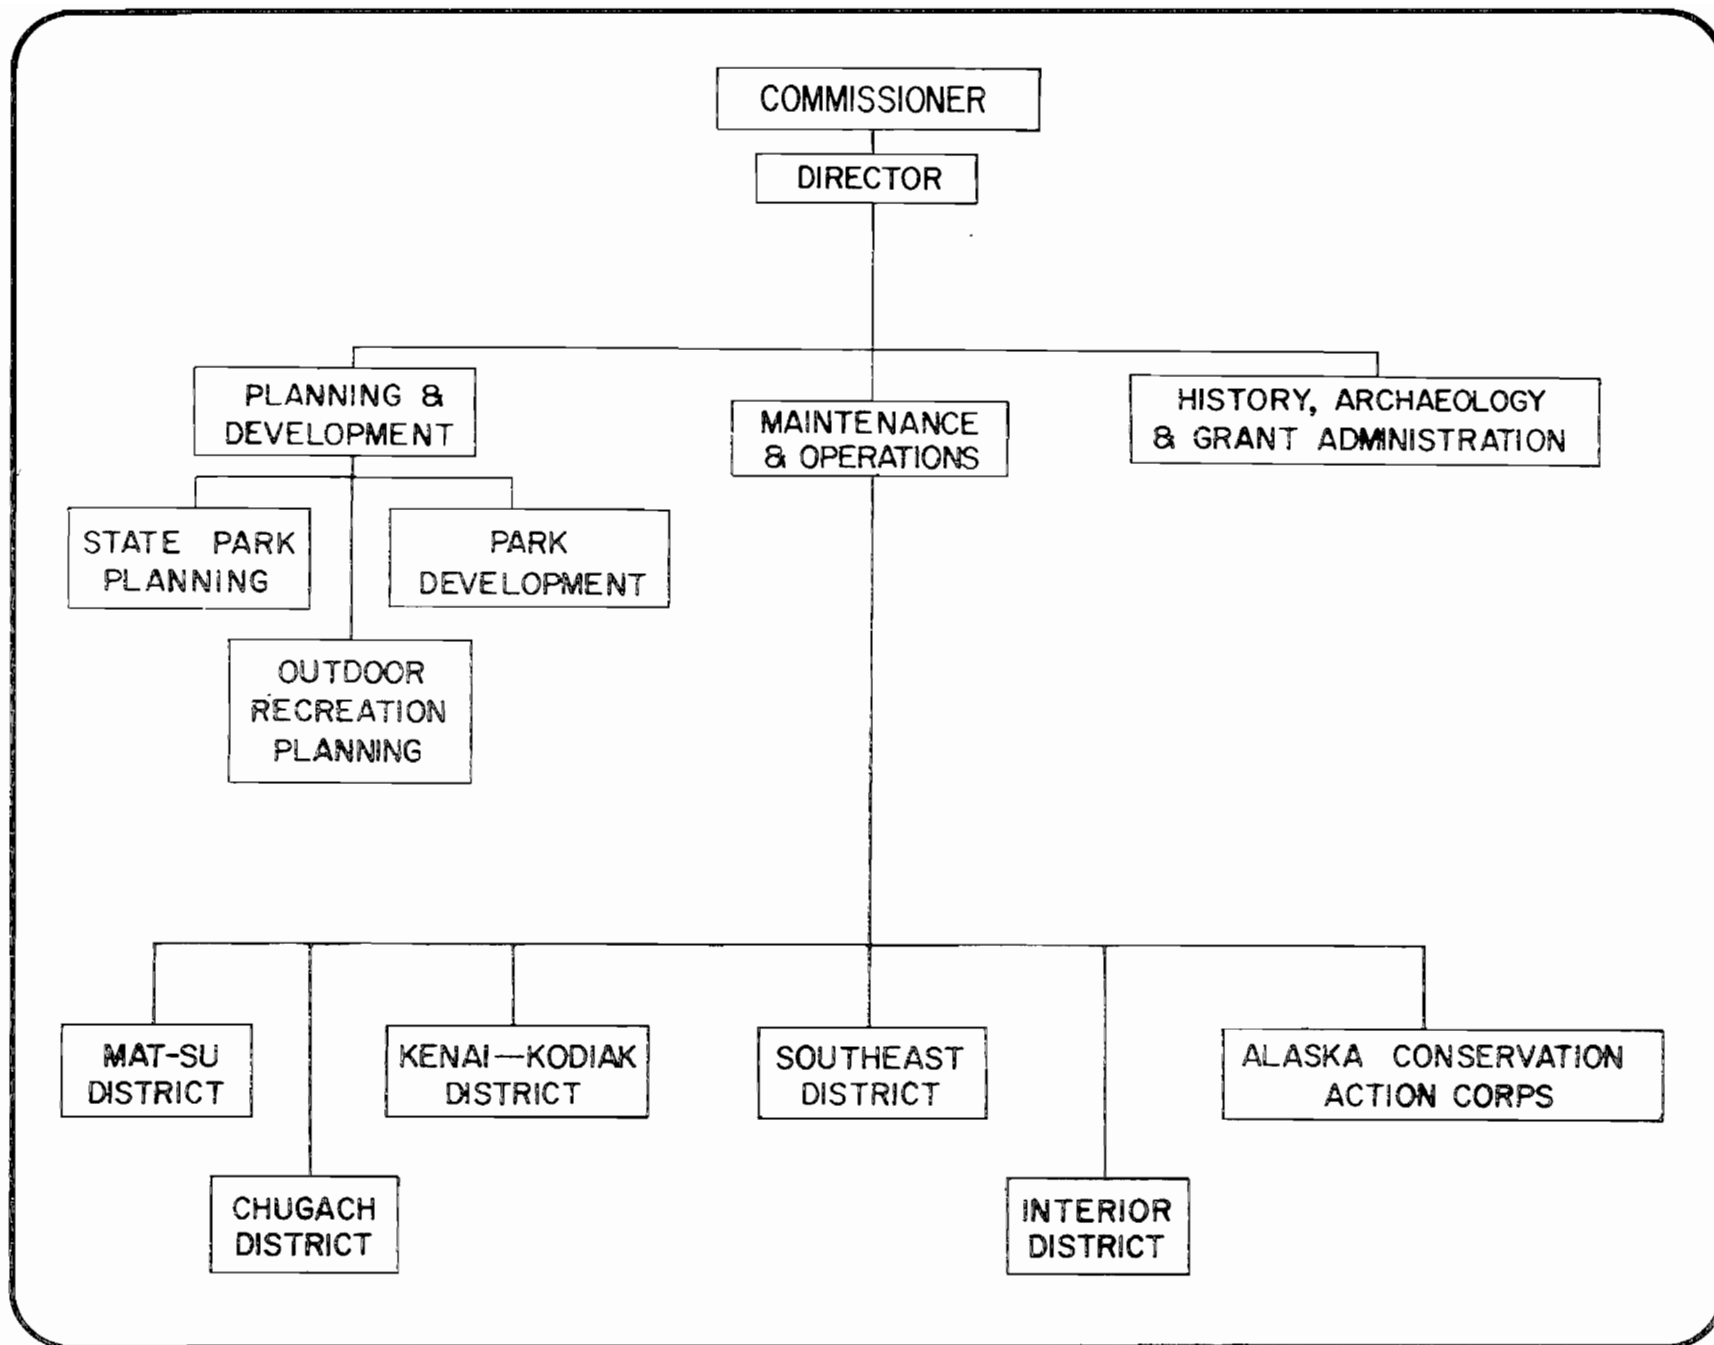 COMMISSIONER
DIRECTOR
PLANNING &
DEVELOPMENT
MAINTENANCE
& OPERATIONS
HISTORY, ARCHAEOLOGY
& GRANT ADMINISTRATION
STATE PARK
PLANNING
PARK
DEVELOPMENT
OUTDOOR
RECREATION
PLANNING
MAT-SU
DISTRICT
KENAI—KODIAK
DISTRICT
SOUTHEAST
DISTRICT
ALASKA CONSERVATION
ACTION CORPS
CHUGACH
DISTRICT
INTERIOR
DISTRICT